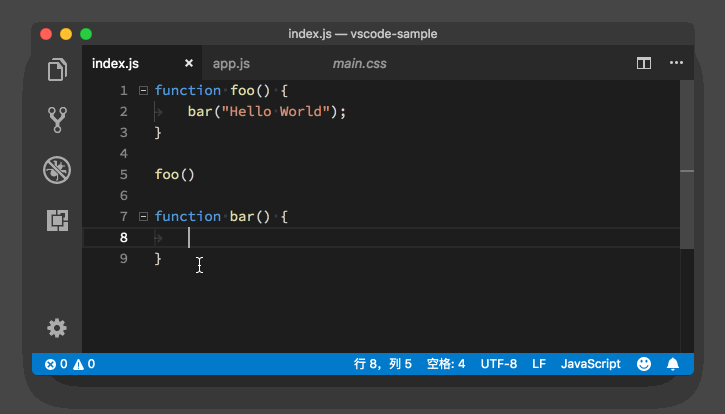 index.js — vscode-sample
index.js × app.js main.css
1 function foo() {
2 bar("Hello World");
3 }
4
5 foo()
6
7 function bar() {
8
9 }
0 0 行 8，列 5 空格: 4 UTF-8 LF JavaScript